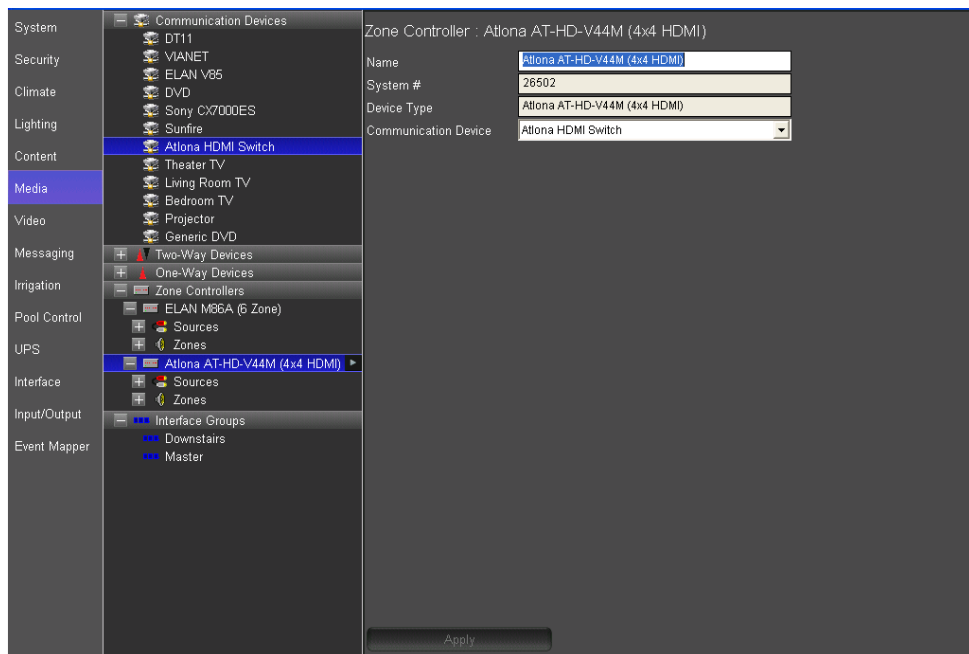 System
Security
Climate
Lighting
Content
Media
Video
Messaging
Irrigation
Pool Control
UPS
Interface
Input/Output
Event Mapper
Communication Devices
DT11
VIANET
ELAN V85
DVD
Sony CX7000ES
Sunfire
Atlona HDMI Switch
Theater TV
Living Room TV
Bedroom TV
Projector
Generic DVD
Two-Way Devices
One-Way Devices
Zone Controllers
ELAN M86A (6 Zone)
Sources
Zones
Atlona AT-HD-V44M (4x4 HDMI)
Sources
Zones
Interface Groups
Downstairs
Master
Zone Controller : Atlona AT-HD-V44M (4x4 HDMI)
Name Atlona AT-HD-V44M (4x4 HDMI)
System # 26502
Device Type Atlona AT-HD-V44M (4x4 HDMI)
Communication Device Atlona HDMI Switch
Apply